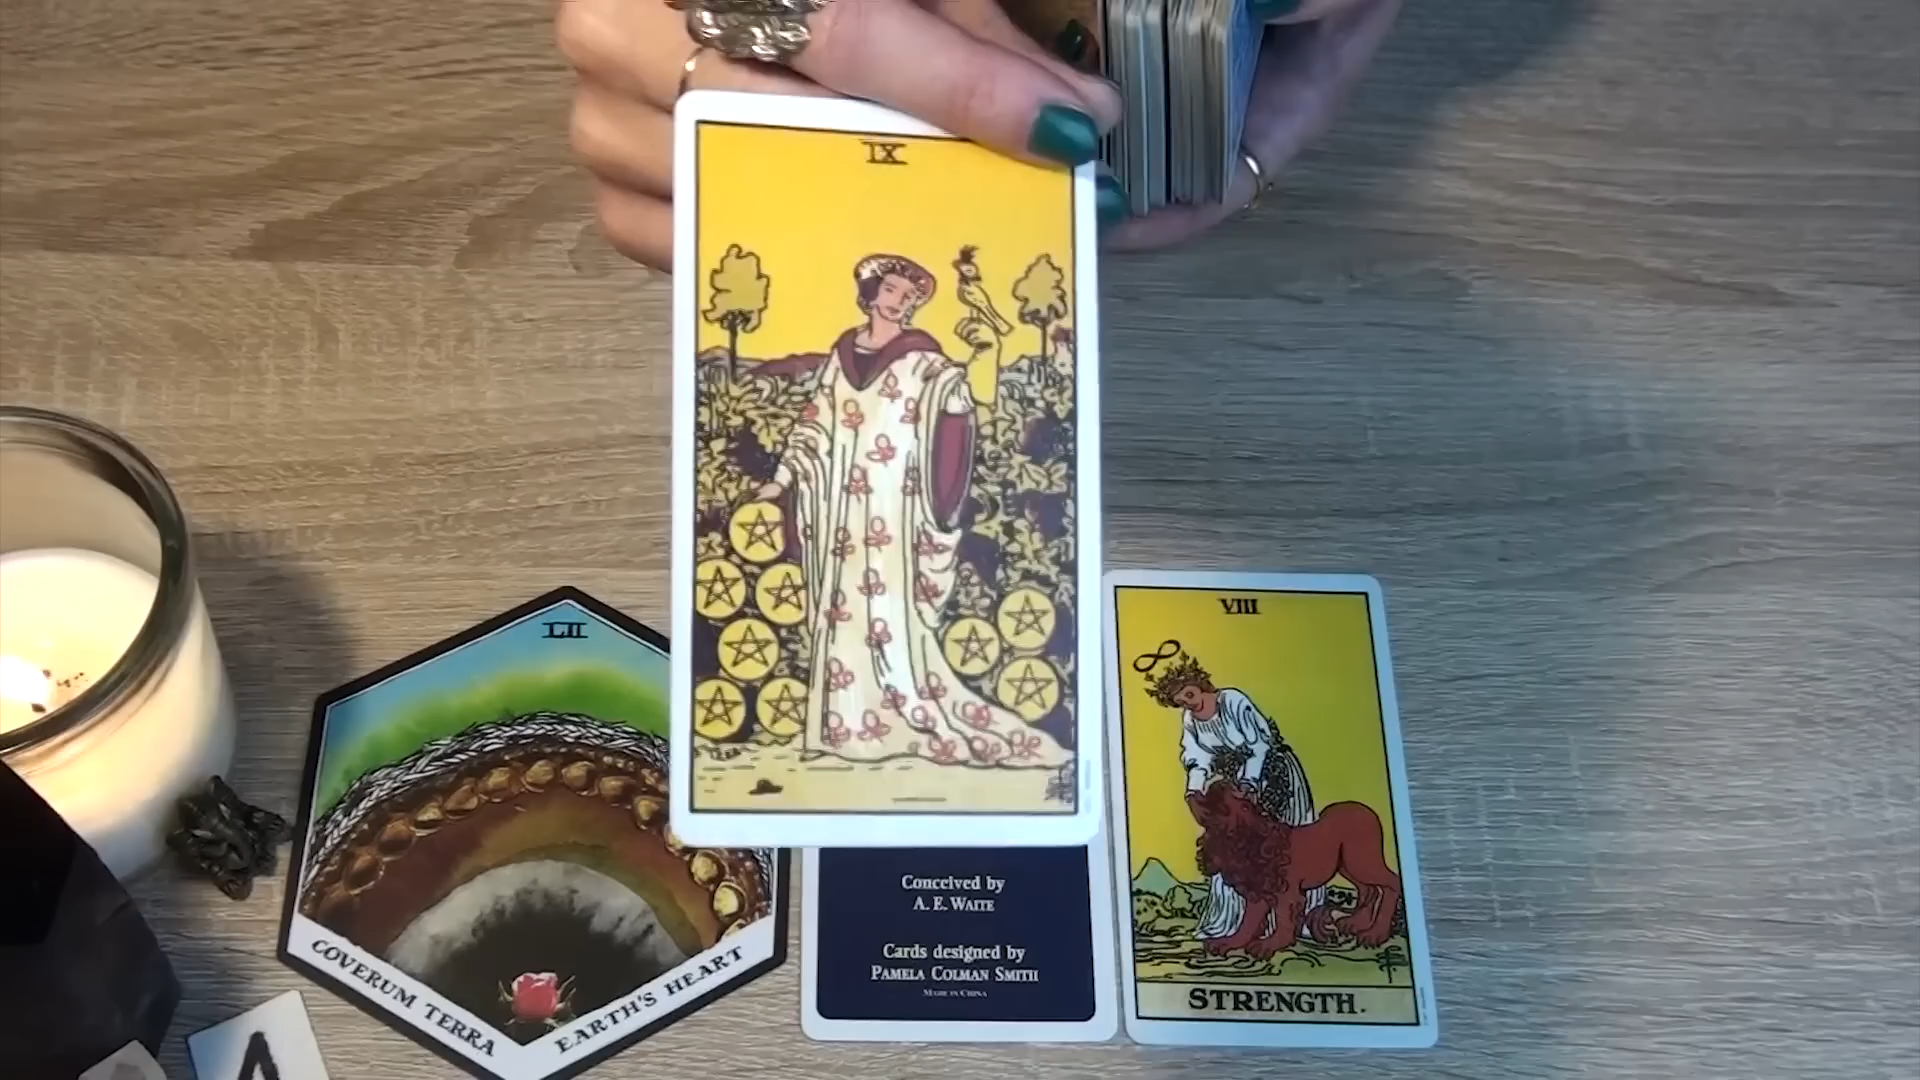 IX
LII
COVERUM TERRA
EARTH'S HEART
Conceived by
A. E. WAITE
Cards designed by
PAMELA COLMAN SMITH
MADE IN CHINA
VIII
STRENGTH.